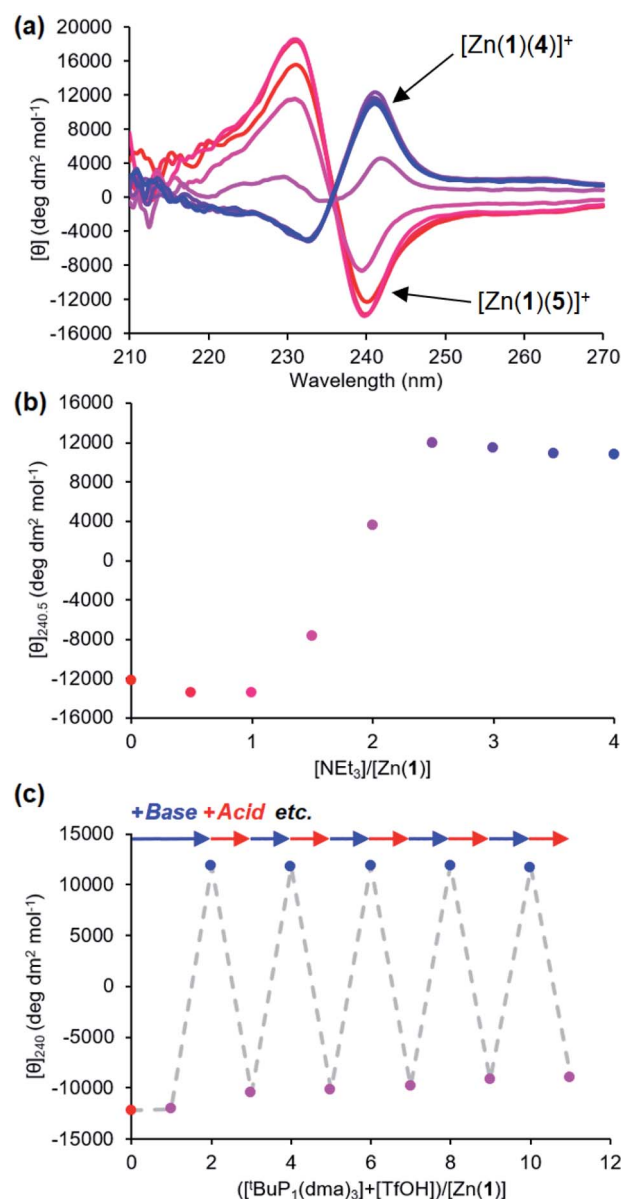 (a)
20000
16000
12000
8000
4000
0
-4000
-8000
-12000
-16000
[θ] (deg dm² mol⁻¹)
[Zn(1)(4)]⁺
[Zn(1)(5)]⁺
210 220 230 240 250 260 270
Wavelength (nm)
(b)
16000
12000
8000
4000
0
-4000
-8000
-12000
-16000
[θ]₂₄₀.₅ (deg dm² mol⁻¹)
0 1 2 3 4
[NEt₃]/[Zn(1)]
(c)
+Base +Acid etc.
15000
10000
5000
0
-5000
-10000
-15000
[θ]₂₄₀ (deg dm² mol⁻¹)
0 2 4 6 8 10 12
([ᵗBuP₁(dma)₃]+[TfOH])/[Zn(1)]